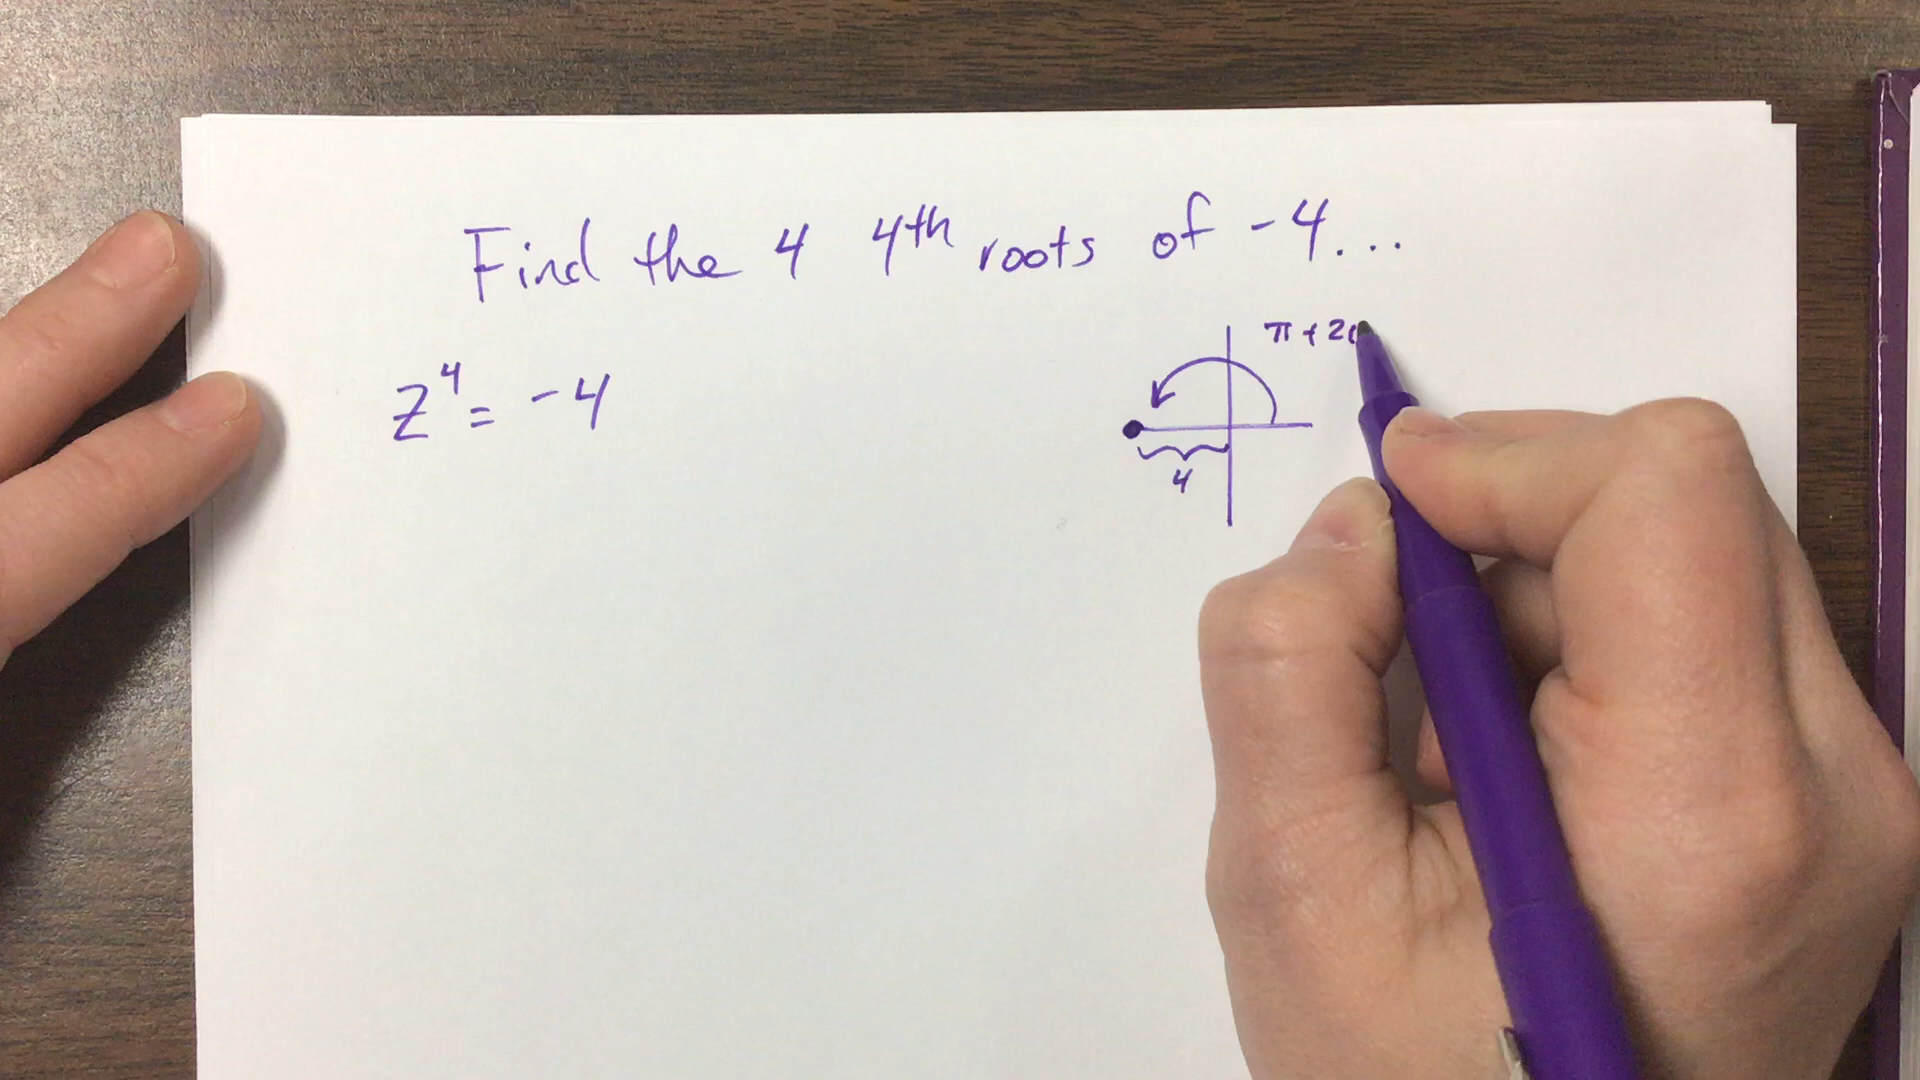 Find the 4 4th roots of -4...
π + 2
z⁴ = -4
4